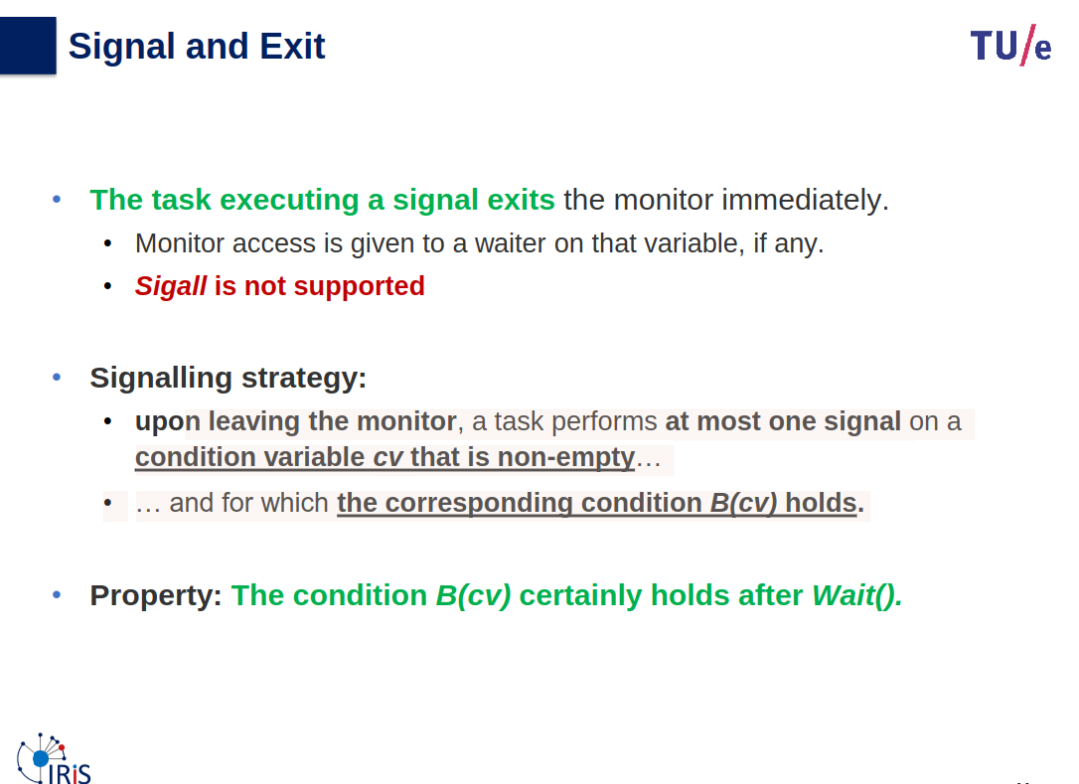 Signal and Exit
TU/e
• The task executing a signal exits the monitor immediately.
• Monitor access is given to a waiter on that variable, if any.
• Sigall is not supported
• Signalling strategy:
• upon leaving the monitor, a task performs at most one signal on a
condition variable cv that is non-empty…
• … and for which the corresponding condition B(cv) holds.
• Property: The condition B(cv) certainly holds after Wait().
IRiS